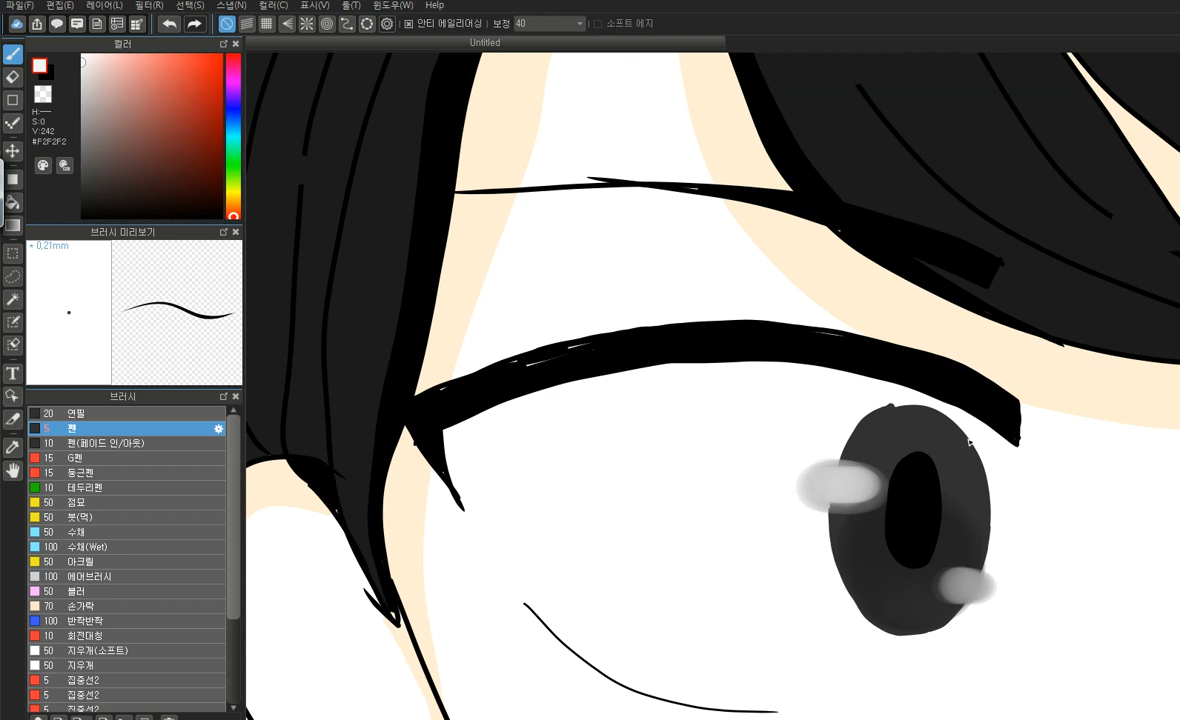 파일(F) 편집(E) 레이어(L) 필터(R) 선택(S) 스냅(N) 컬러(C) 표시(V) 툴(T) 윈도우(W) Help
안티 에일리어싱 보정 40 소프트 에지
컬러
Untitled
H:---
S:0
V:242
#F2F2F2
브러시 미리보기
* 0,21mm
브러시
20 연필
5 펜
10 펜(페이드 인/아웃)
15 G펜
15 둥근펜
10 테두리펜
50 점묘
50 붓(먹)
50 수채
100 수채(Wet)
50 아크릴
100 에어브러시
50 블러
70 손가락
100 반짝반짝
10 회전대칭
50 지우개(소프트)
50 지우개
5 집중선2
5 집중선2
5 집중선2